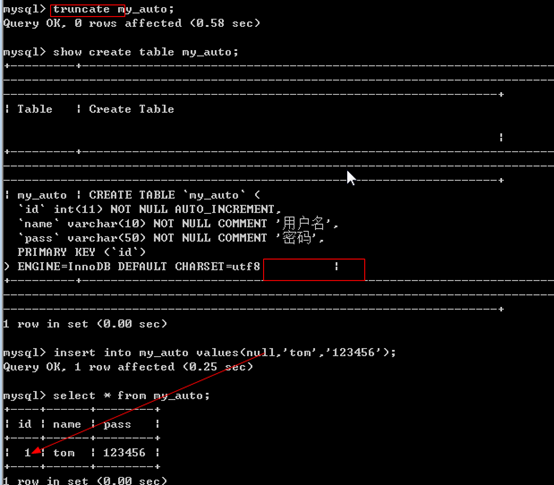 mysql> truncate my_auto;
Query OK, 0 rows affected (0.58 sec)
mysql> show create table my_auto;
| Table | Create Table
|
| my_auto | CREATE TABLE `my_auto` (
`id` int(11) NOT NULL AUTO_INCREMENT,
`name` varchar(10) NOT NULL COMMENT '用户名',
`pass` varchar(50) NOT NULL COMMENT '密码',
PRIMARY KEY (`id`)
) ENGINE=InnoDB DEFAULT CHARSET=utf8 |
1 row in set (0.00 sec)
mysql> insert into my_auto values(null,'tom','123456');
Query OK, 1 row affected (0.25 sec)
mysql> select * from my_auto;
+----+------+--------+
| id | name | pass |
+----+------+--------+
| 1 | tom | 123456 |
+----+------+--------+
1 row in set (0.00 sec)